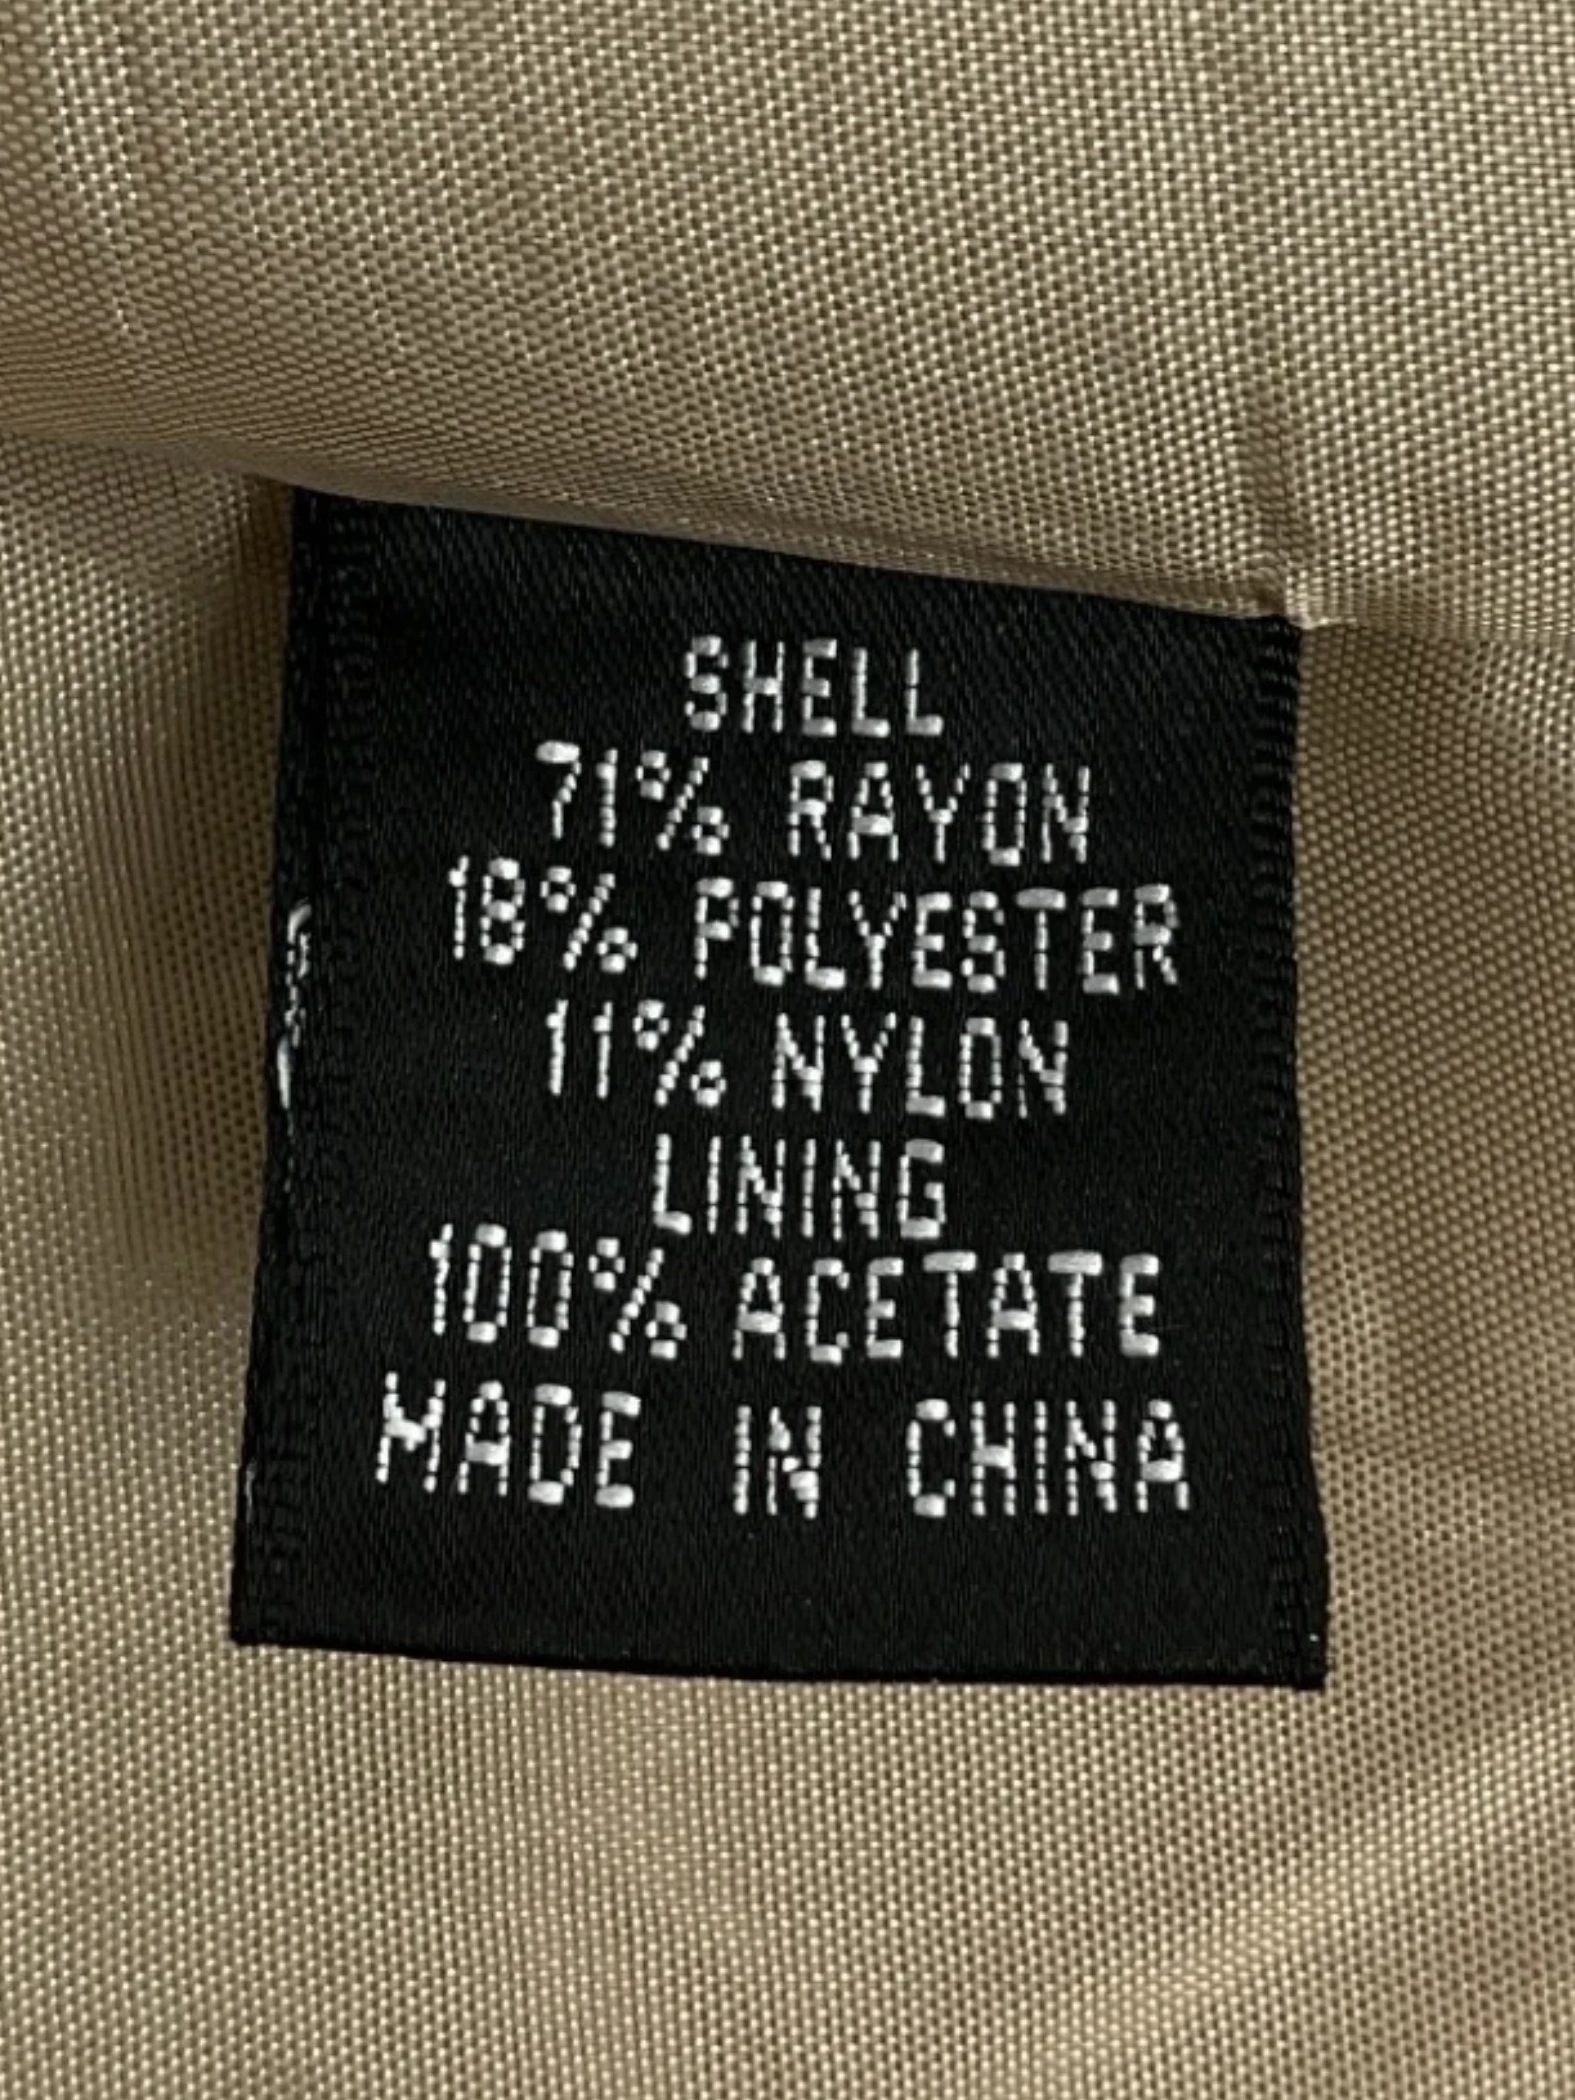 SHELL
71% RAYON
18% POLYESTER
11% NYLON
LINING
100% ACETATE
MADE IN CHINA